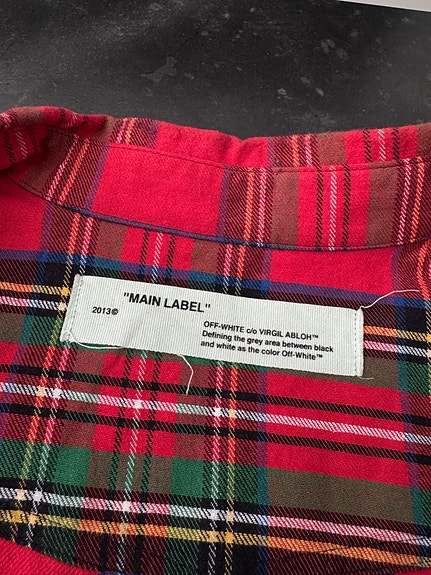 "MAIN LABEL"
2013©
OFF-WHITE c/o VIRGIL ABLOH™
Defining the grey area between black
and white as the color Off-White™